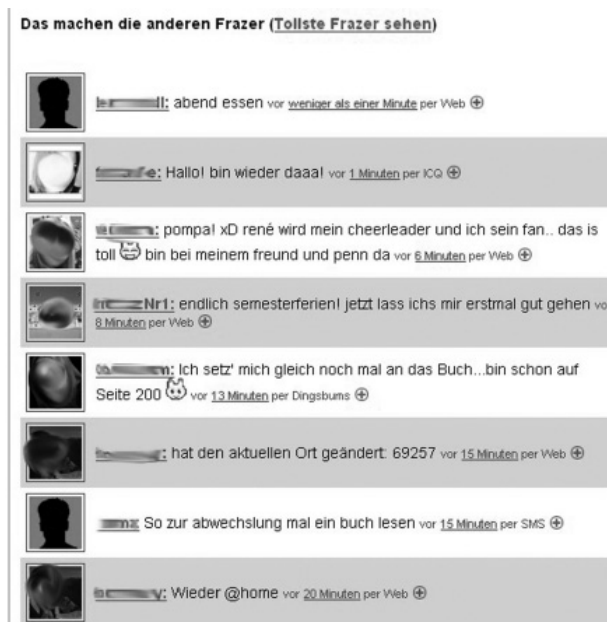 Das machen die anderen Frazer (Tollste Frazer sehen)
abend essen vor weniger als einer Minute per Web
Hallo! bin wieder daaa! vor 1 Minuten per ICQ
pompa! xD rené wird mein cheerleader und ich sein fan.. das is
toll bin bei meinem freund und penn da vor 6 Minuten per Web
Nr1: endlich semesterferien! jetzt lass ichs mir erstmal gut gehen vo
8 Minuten per Web
Ich setz' mich gleich noch mal an das Buch...bin schon auf
Seite 200 vor 13 Minuten per Dingsbums
hat den aktuellen Ort geändert: 69257 vor 15 Minuten per Web
So zur abwechslung mal ein buch lesen vor 15 Minuten per SMS
Wieder @home vor 20 Minuten per Web